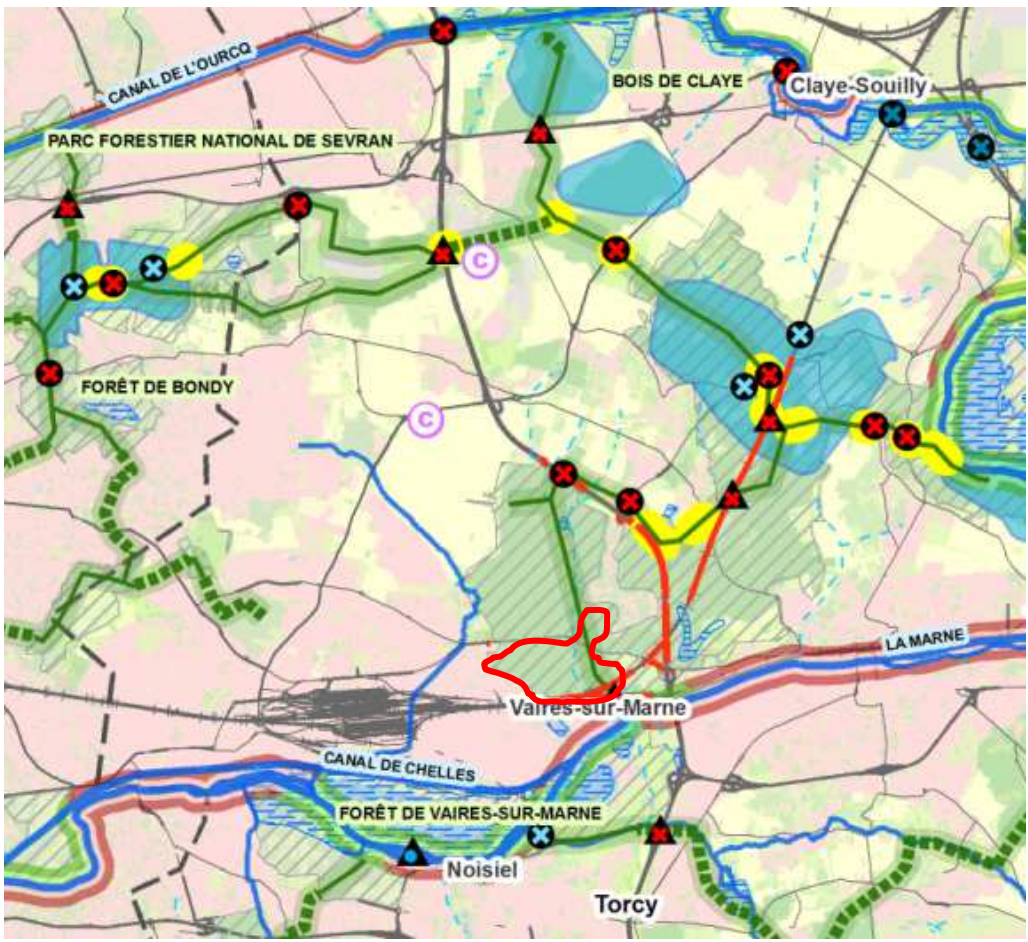 CANAL DE L'OURCQ
BOIS DE CLAYE
Claye-Souilly
PARC FORESTIER NATIONAL DE SEVRAN
C
FORÊT DE BONDY
C
LA MARNE
Vaires-sur-Marne
CANAL DE CHELLES
FORÊT DE VAIRES-SUR-MARNE
Noisiel
Torcy